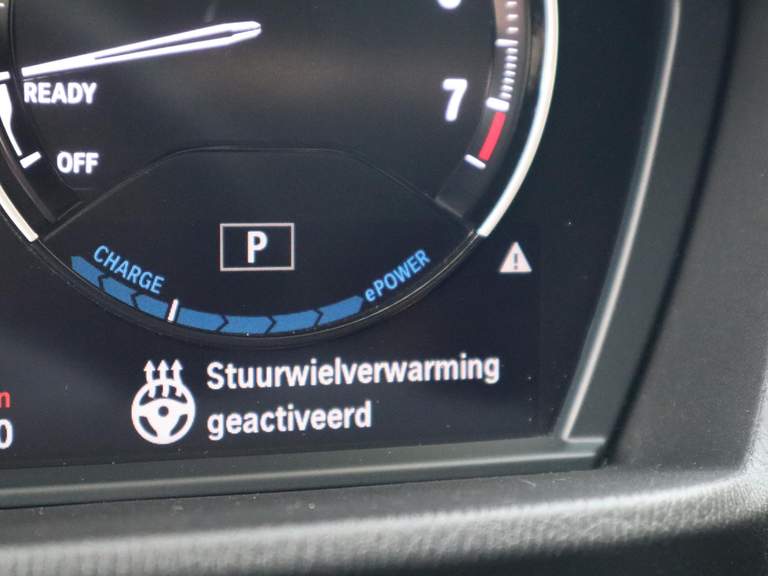 READY
7
OFF
P
CHARGE
ePOWER
Stuurwielverwarming
geactiveerd